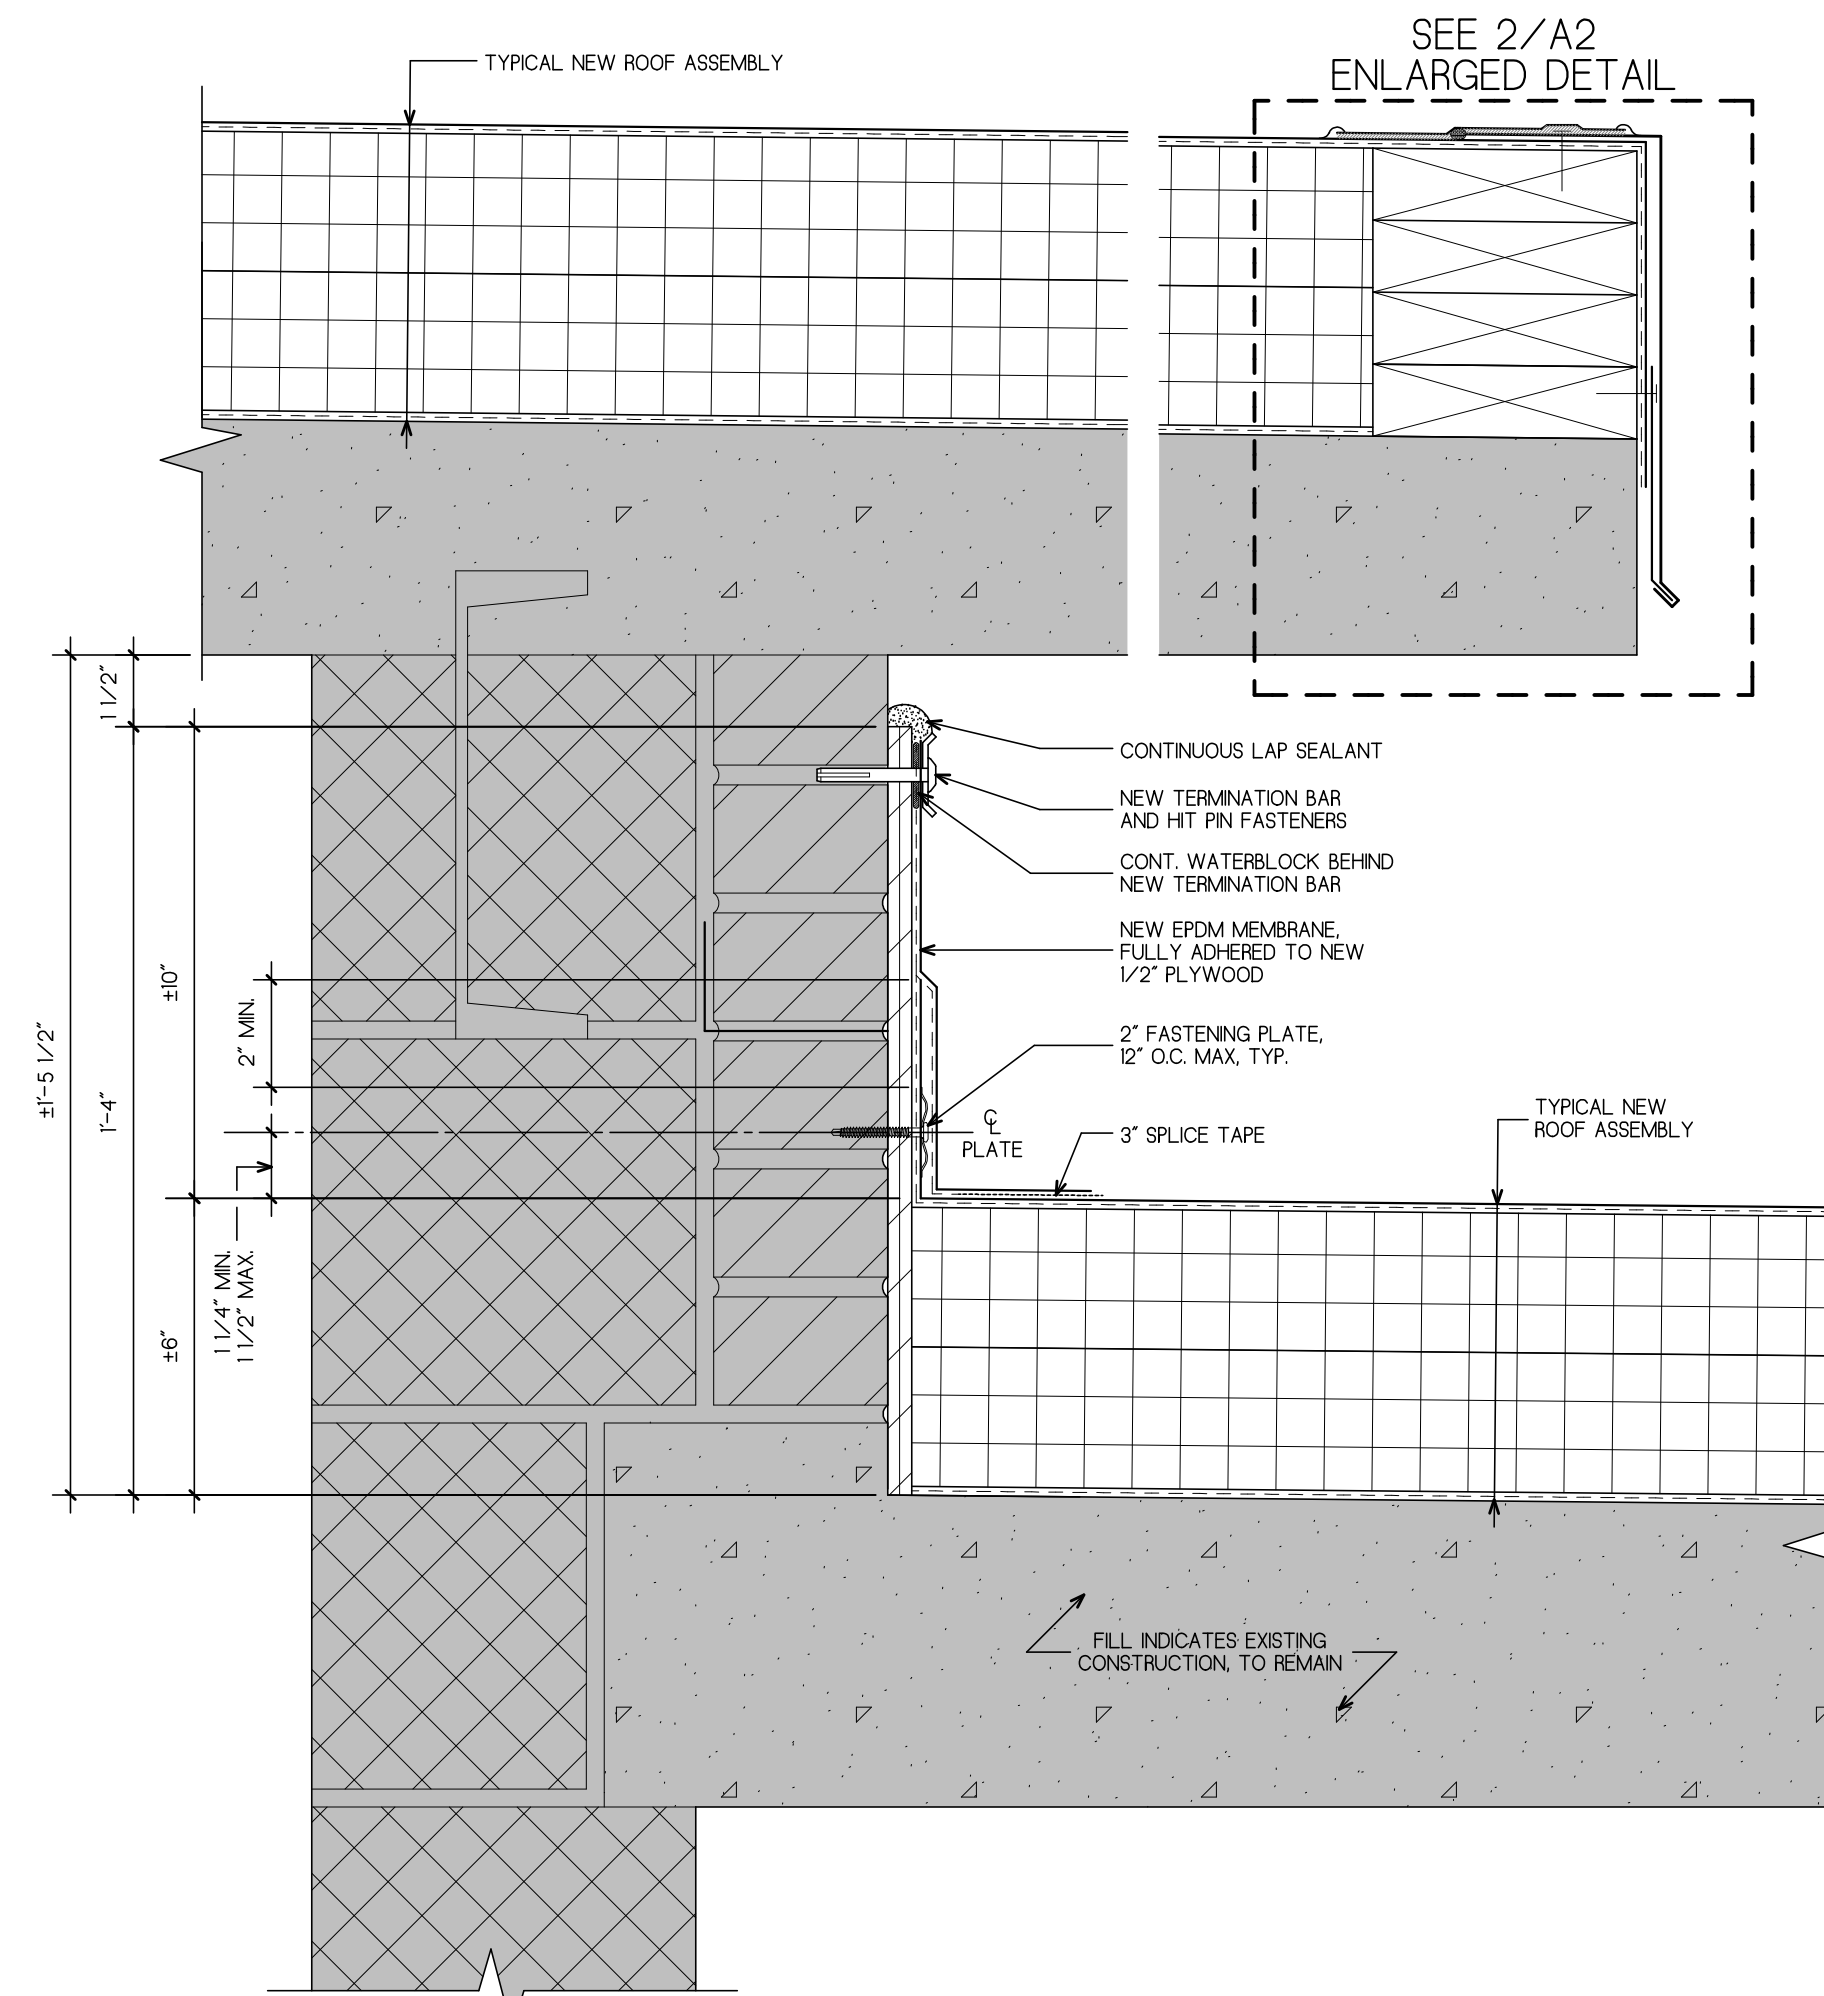 SEE 2/A2
ENLARGED DETAIL
TYPICAL NEW ROOF ASSEMBLY
1 1/2"
±10"
2" MIN.
±1'-5 1/2"
1'-4"
1 1/4" MIN.
1 1/2" MAX.
±6"
CONTINUOUS LAP SEALANT
NEW TERMINATION BAR
AND HIT PIN FASTENERS
CONT. WATERBLOCK BEHIND
NEW TERMINATION BAR
NEW EPDM MEMBRANE,
FULLY ADHERED TO NEW
1/2" PLYWOOD
2" FASTENING PLATE,
12" O.C. MAX, TYP.
℄
PLATE
3" SPLICE TAPE
TYPICAL NEW
ROOF ASSEMBLY
FILL INDICATES EXISTING
CONSTRUCTION, TO REMAIN